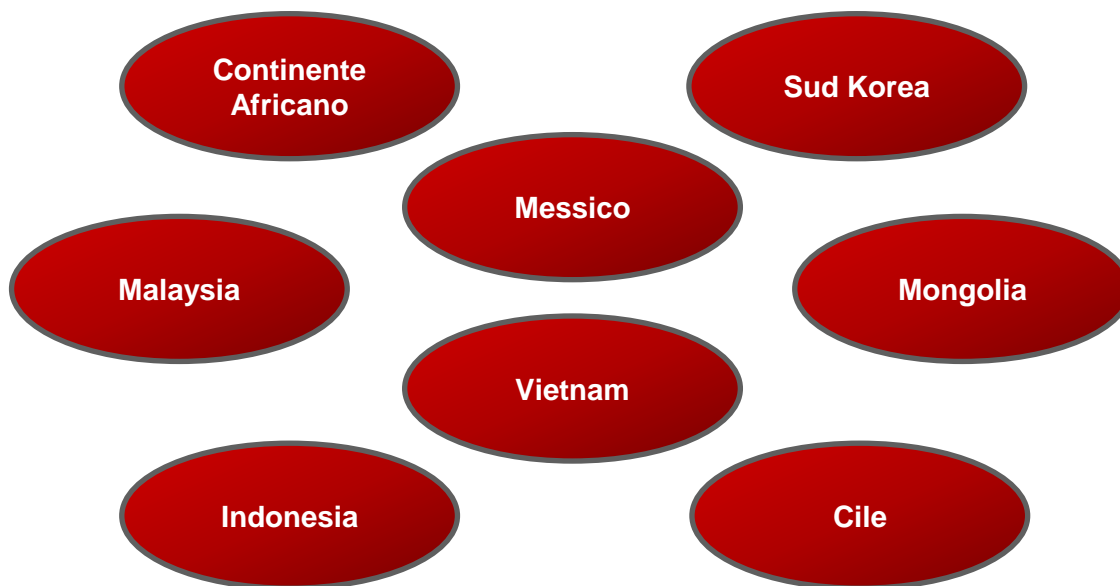 Continente
Africano
Sud Korea
Messico
Malaysia
Mongolia
Vietnam
Indonesia
Cile